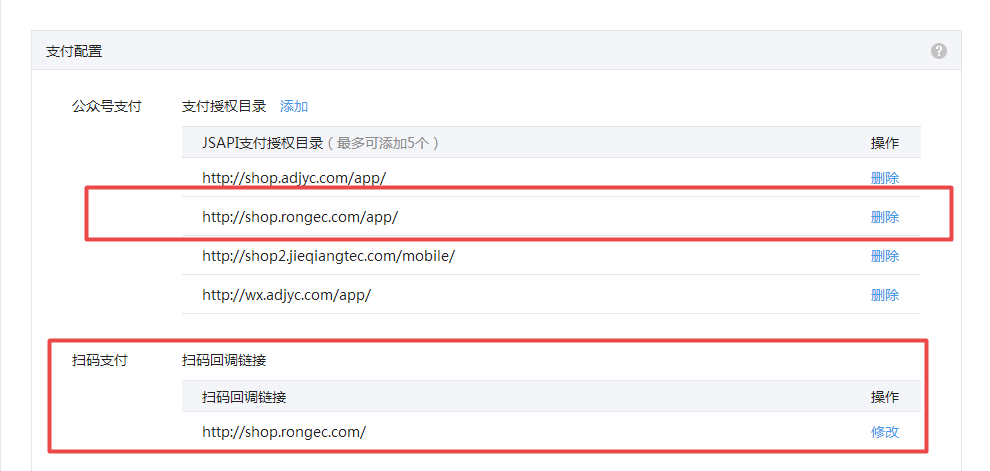 支付配置 ?
公众号支付 支付授权目录 添加
JSAPI支付授权目录（最多可添加5个） 操作
http://shop.adjyc.com/app/ 删除
http://shop.rongec.com/app/ 删除
http://shop2.jieqiangtec.com/mobile/ 删除
http://wx.adjyc.com/app/ 删除
扫码支付 扫码回调链接
扫码回调链接 操作
http://shop.rongec.com/ 修改